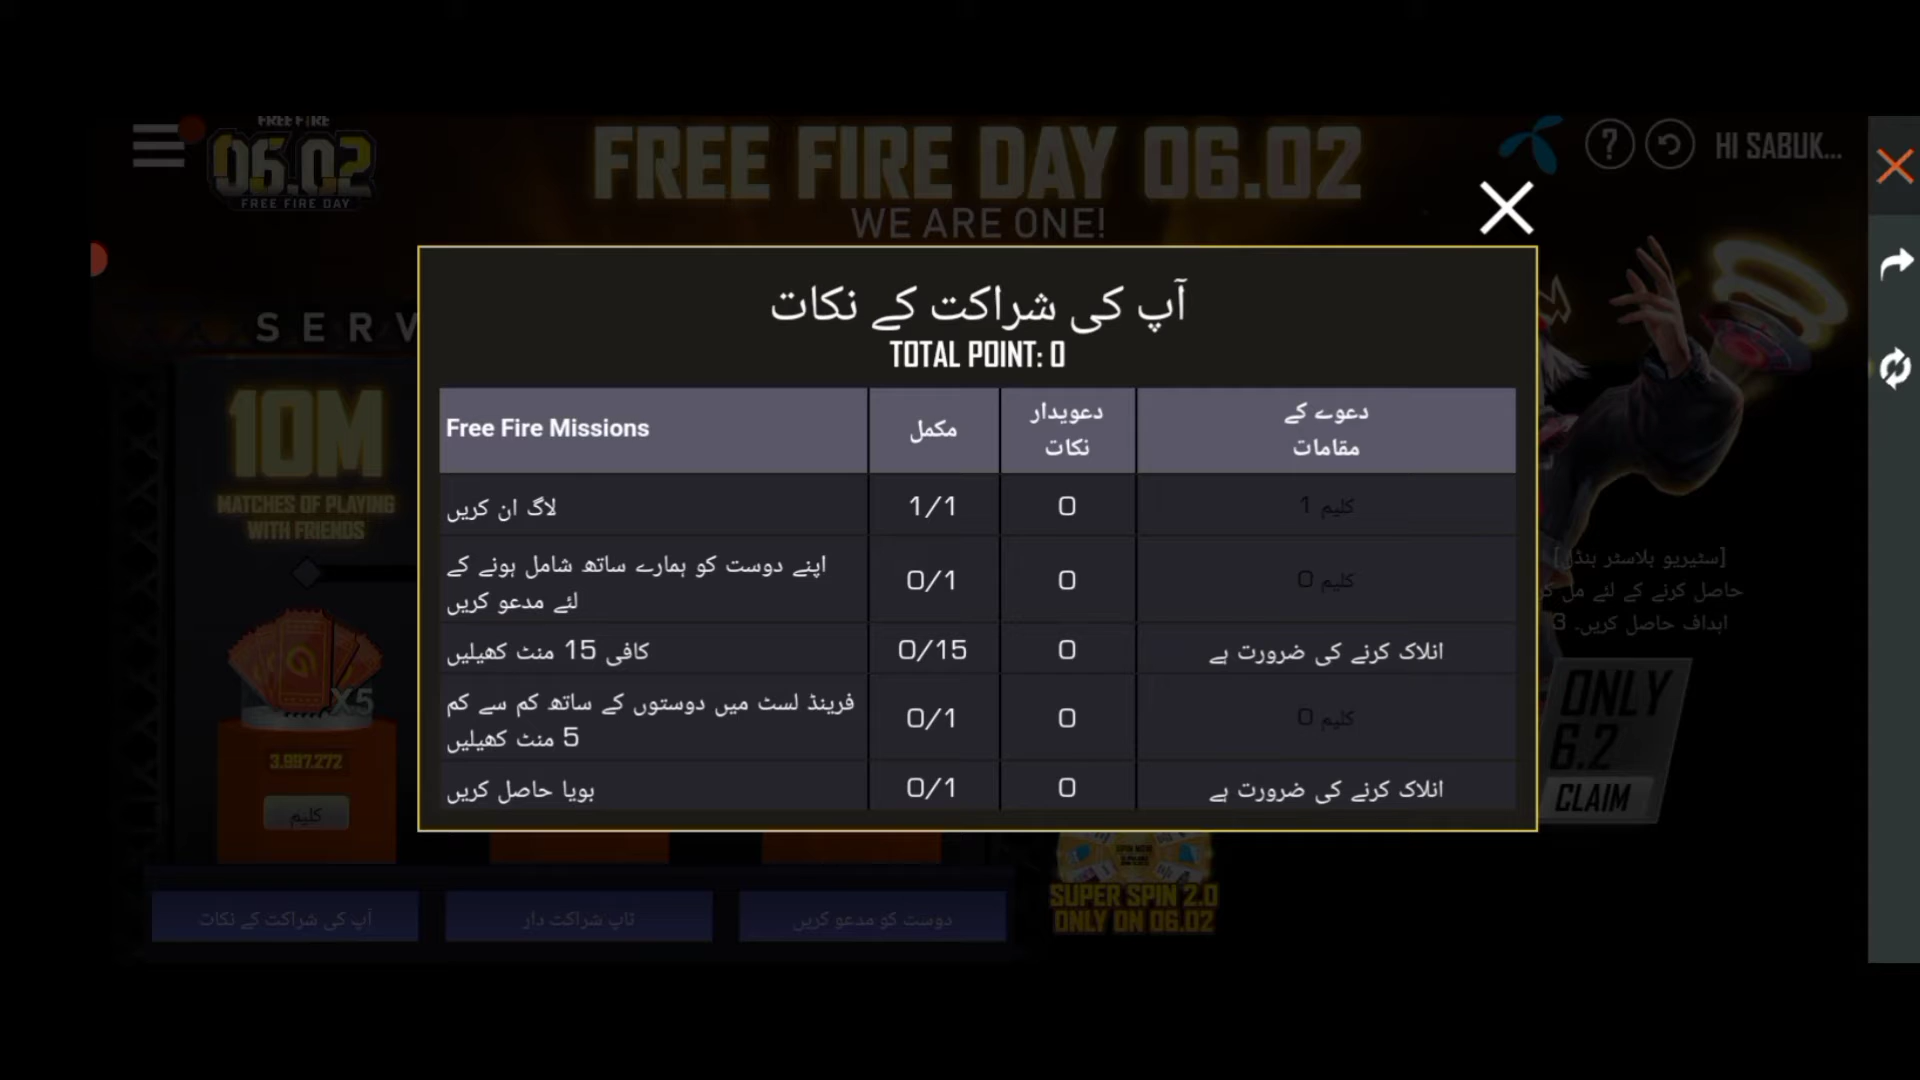 FREE FIRE
06.02
FREE FIRE DAY
FREE FIRE DAY 06.02
WE ARE ONE!
HI SABUK...
SERV
10M
MATCHES OF PLAYING
WITH FRIENDS
X5
3.997.272
کلیم
آپ کی شراکت کے نکات
TOTAL POINT: 0
Free Fire Missions
مکمل
دعویدار
نکات
دعوے کے
مقامات
لاگ ان کریں
1/1
0
کلیم 1
اپنے دوست کو ہمارے ساتھ شامل ہونے کے
لئے مدعو کریں
0/1
0
کلیم 0
کافی 15 منٹ کھیلیں
0/15
0
انلاک کرنے کی ضرورت ہے
فرینڈ لسٹ میں دوستوں کے ساتھ کم سے کم
5 منٹ کھیلیں
0/1
0
کلیم 0
بویا حاصل کریں
0/1
0
انلاک کرنے کی ضرورت ہے
[سٹیریو بلاسٹر بنڈل]
حاصل کرنے کے لئے مل کر
3 اہداف حاصل کریں۔
ONLY
6.2
CLAIM
SPIN NOW
SUPER SPIN 2.0
ONLY ON 06.02
آپ کی شراکت کے نکات
ٹاپ شراکت دار
دوست کو مدعو کریں